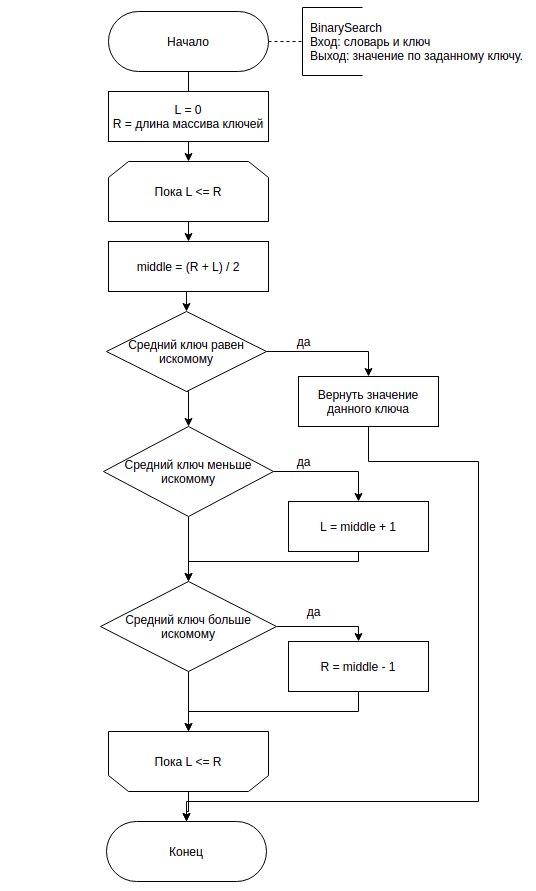 Начало
BinarySearch
Вход: словарь и ключ
Выход: значение по заданному ключу.
L = 0
R = длина массива ключей
Пока L <= R
middle = (R + L) / 2
Средний ключ равен
искомому
да
Вернуть значение
данного ключа
Средний ключ меньше
искомому
да
L = middle + 1
Средний ключ больше
искомому
да
R = middle - 1
Пока L <= R
Конец